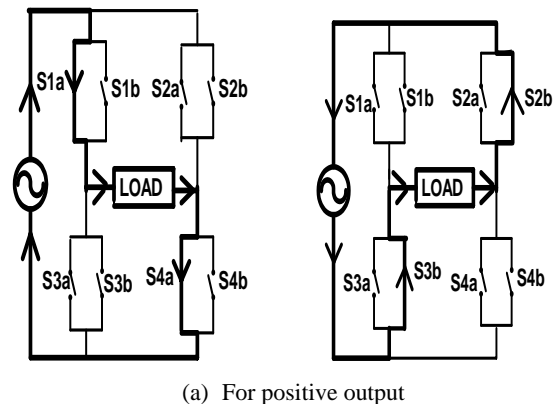 S1a S1b S2a S2b
LOAD
S3a S3b S4a S4b
S1a S1b S2a S2b
LOAD
S3a S3b S4a S4b
(a) For positive output